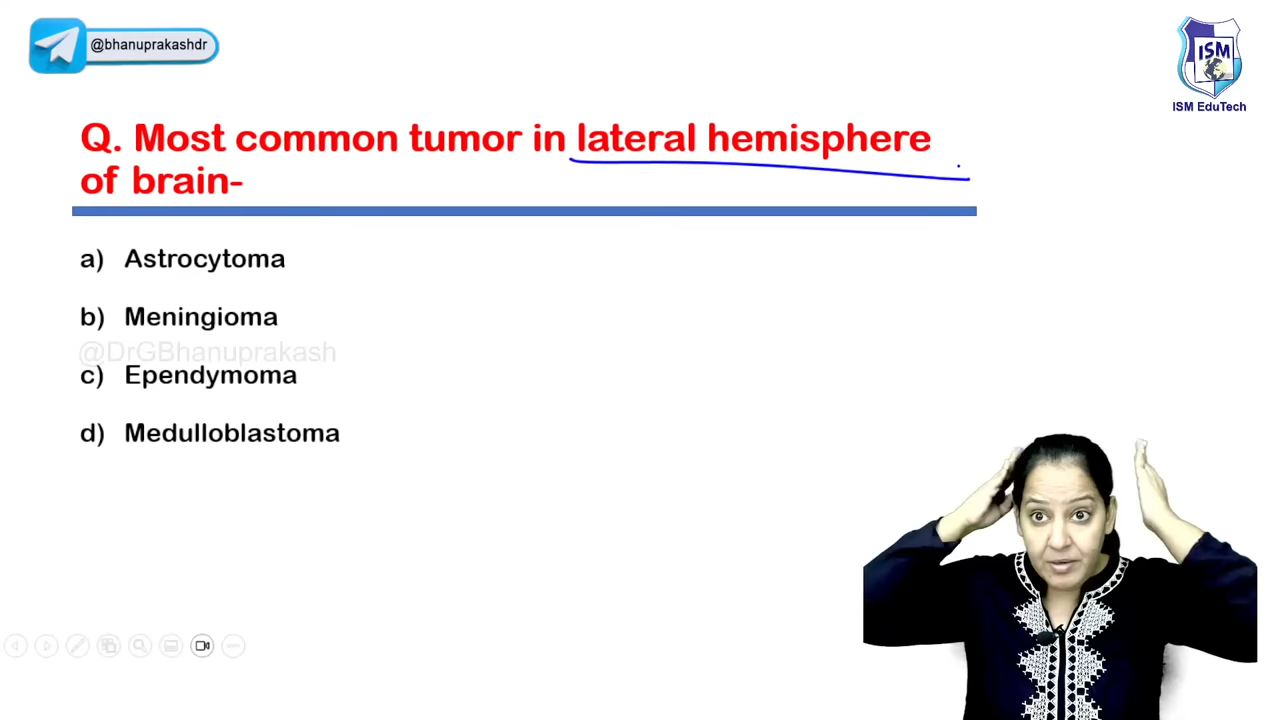 @bhanuprakashdr
ISM
ISM EduTech
Q. Most common tumor in lateral hemisphere
of brain-
a) Astrocytoma
b) Meningioma
@DrGBhanuprakash
c) Ependymoma
d) Medulloblastoma